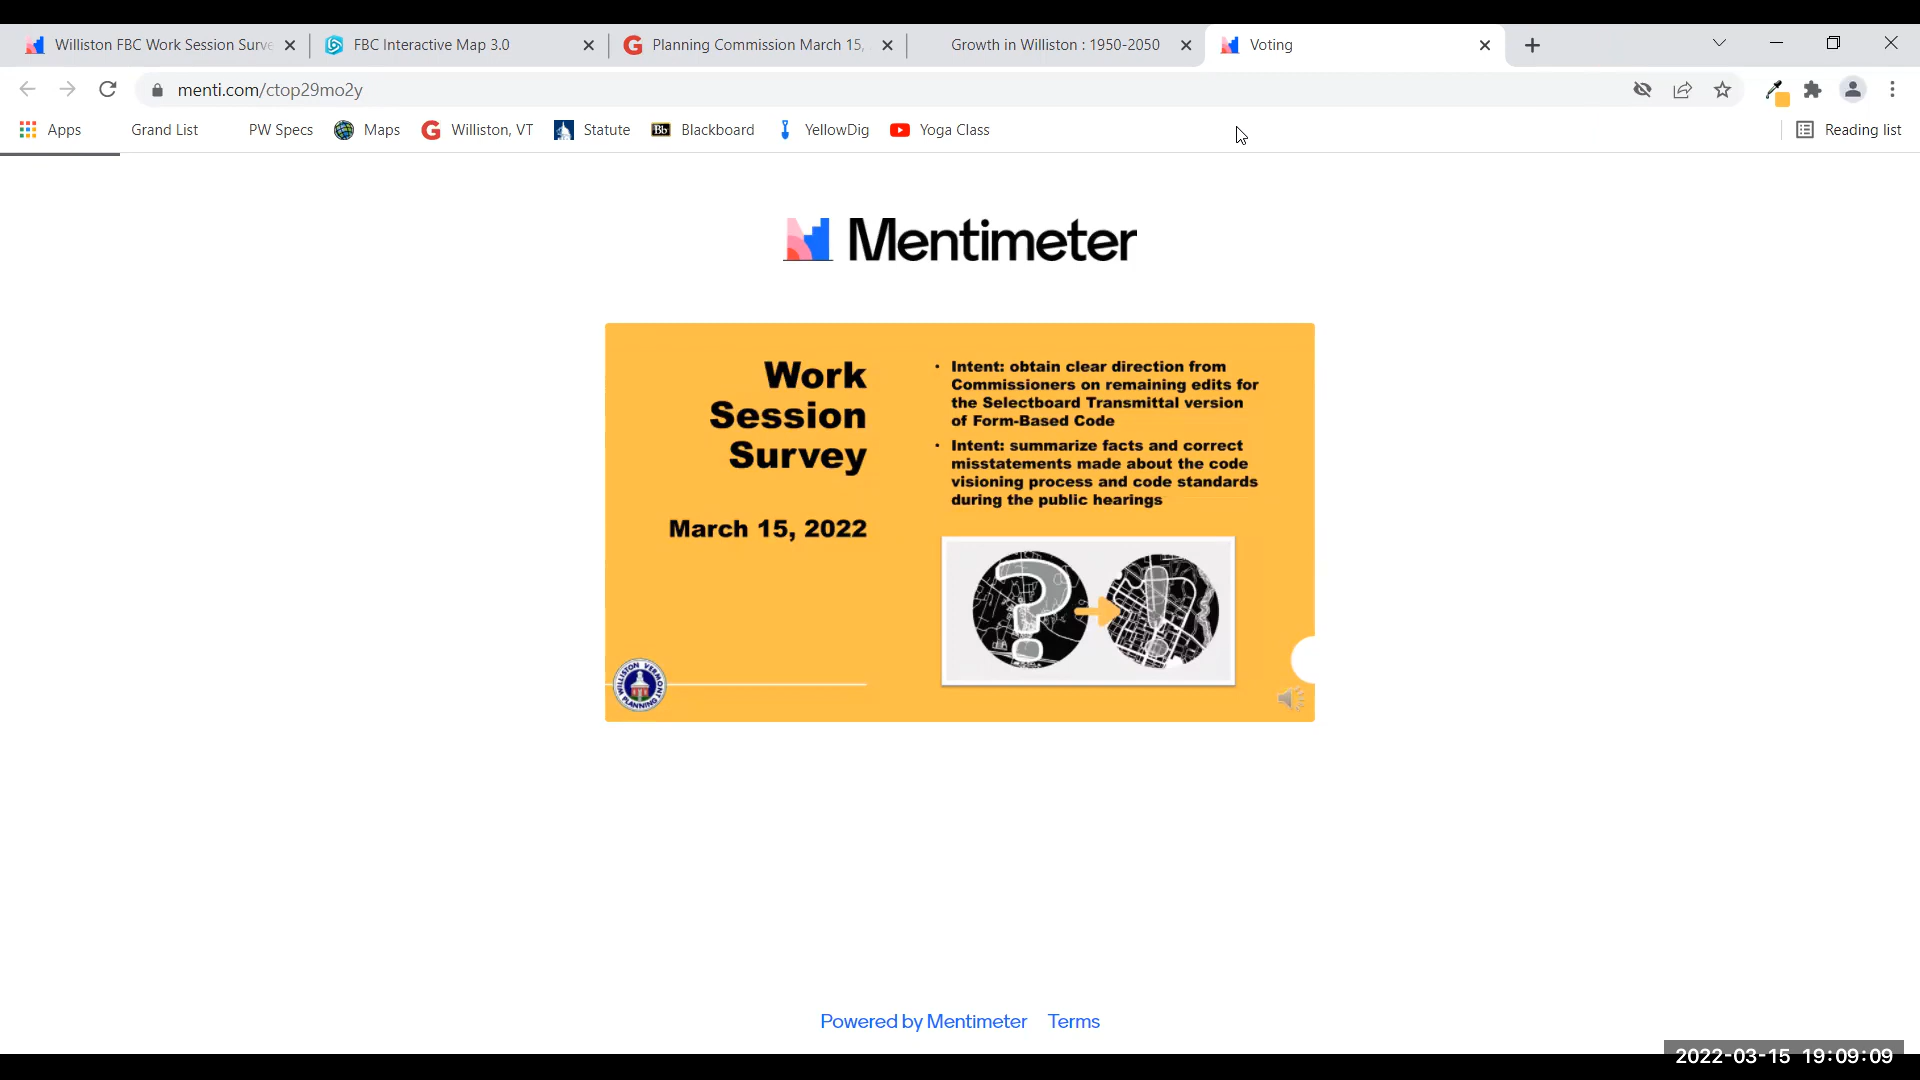 Williston FBC Work Session Surve
FBC Interactive Map 3.0
Planning Commission March 15,
Growth in Williston : 1950-2050
Voting
menti.com/ctop29mo2y
Apps
Grand List
PW Specs
Maps
Williston, VT
Statute
Bb
Blackboard
YellowDig
Yoga Class
Reading list
Mentimeter
Work
Session
Survey
March 15, 2022
• Intent: obtain clear direction from
Commissioners on remaining edits for
the Selectboard Transmittal version
of Form-Based Code
• Intent: summarize facts and correct
misstatements made about the code
visioning process and code standards
during the public hearings
? !
WILLISTON VERMONT
PLANNING
Powered by Mentimeter
Terms
2022-03-15 19:09:09